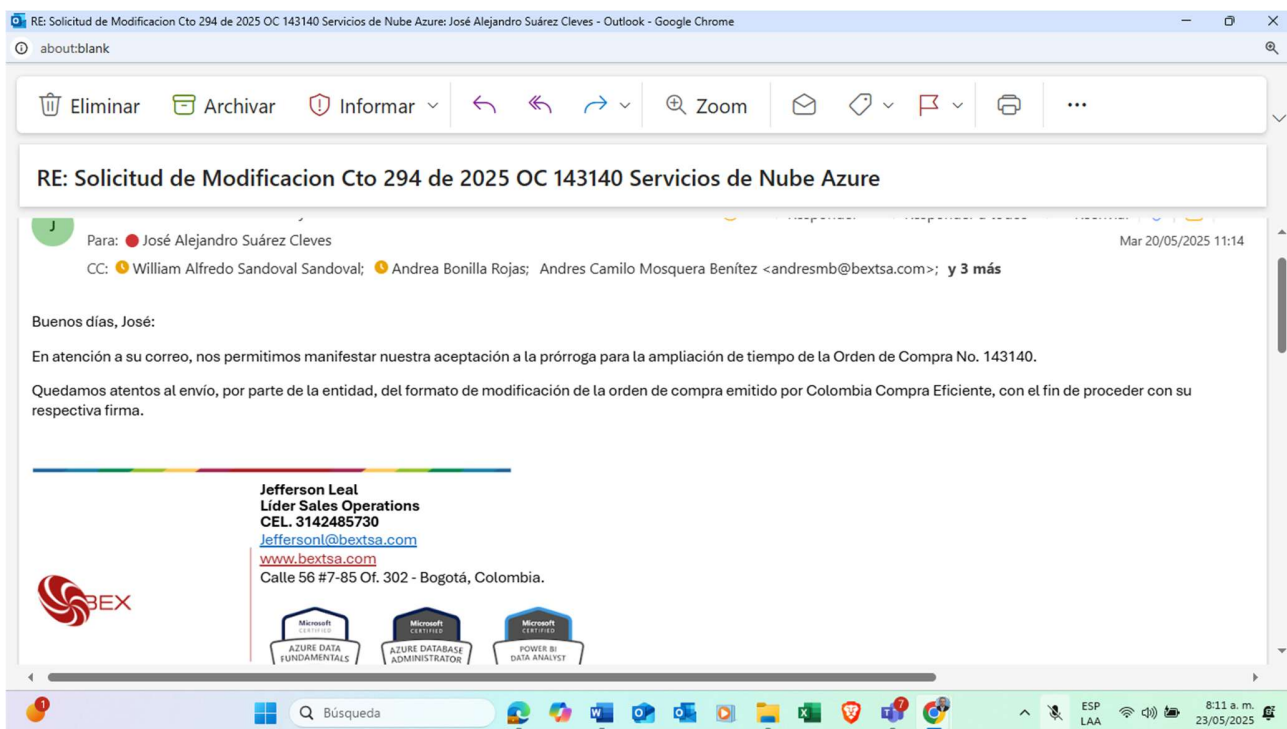 RE: Solicitud de Modificacion Cto 294 de 2025 OC 143140 Servicios de Nube Azure: José Alejandro Suárez Cleves - Outlook - Google Chrome
about:blank
Eliminar Archivar Informar Zoom
RE: Solicitud de Modificacion Cto 294 de 2025 OC 143140 Servicios de Nube Azure
J
Para: José Alejandro Suárez Cleves
Mar 20/05/2025 11:14
CC: William Alfredo Sandoval Sandoval; Andrea Bonilla Rojas; Andres Camilo Mosquera Benítez <andresmb@bextsa.com>; y 3 más
Buenos días, José:
En atención a su correo, nos permitimos manifestar nuestra aceptación a la prórroga para la ampliación de tiempo de la Orden de Compra No. 143140.
Quedamos atentos al envío, por parte de la entidad, del formato de modificación de la orden de compra emitido por Colombia Compra Eficiente, con el fin de proceder con su
respectiva firma.
Jefferson Leal
Líder Sales Operations
CEL. 3142485730
Jeffersonl@bextsa.com
www.bextsa.com
Calle 56 #7-85 Of. 302 - Bogotá, Colombia.
BEX
Microsoft
CERTIFIED
AZURE DATA
FUNDAMENTALS
Microsoft
CERTIFIED
AZURE DATABASE
ADMINISTRATOR
Microsoft
CERTIFIED
POWER BI
DATA ANALYST
1
Búsqueda
7
ESP
LAA
8:11 a. m.
23/05/2025